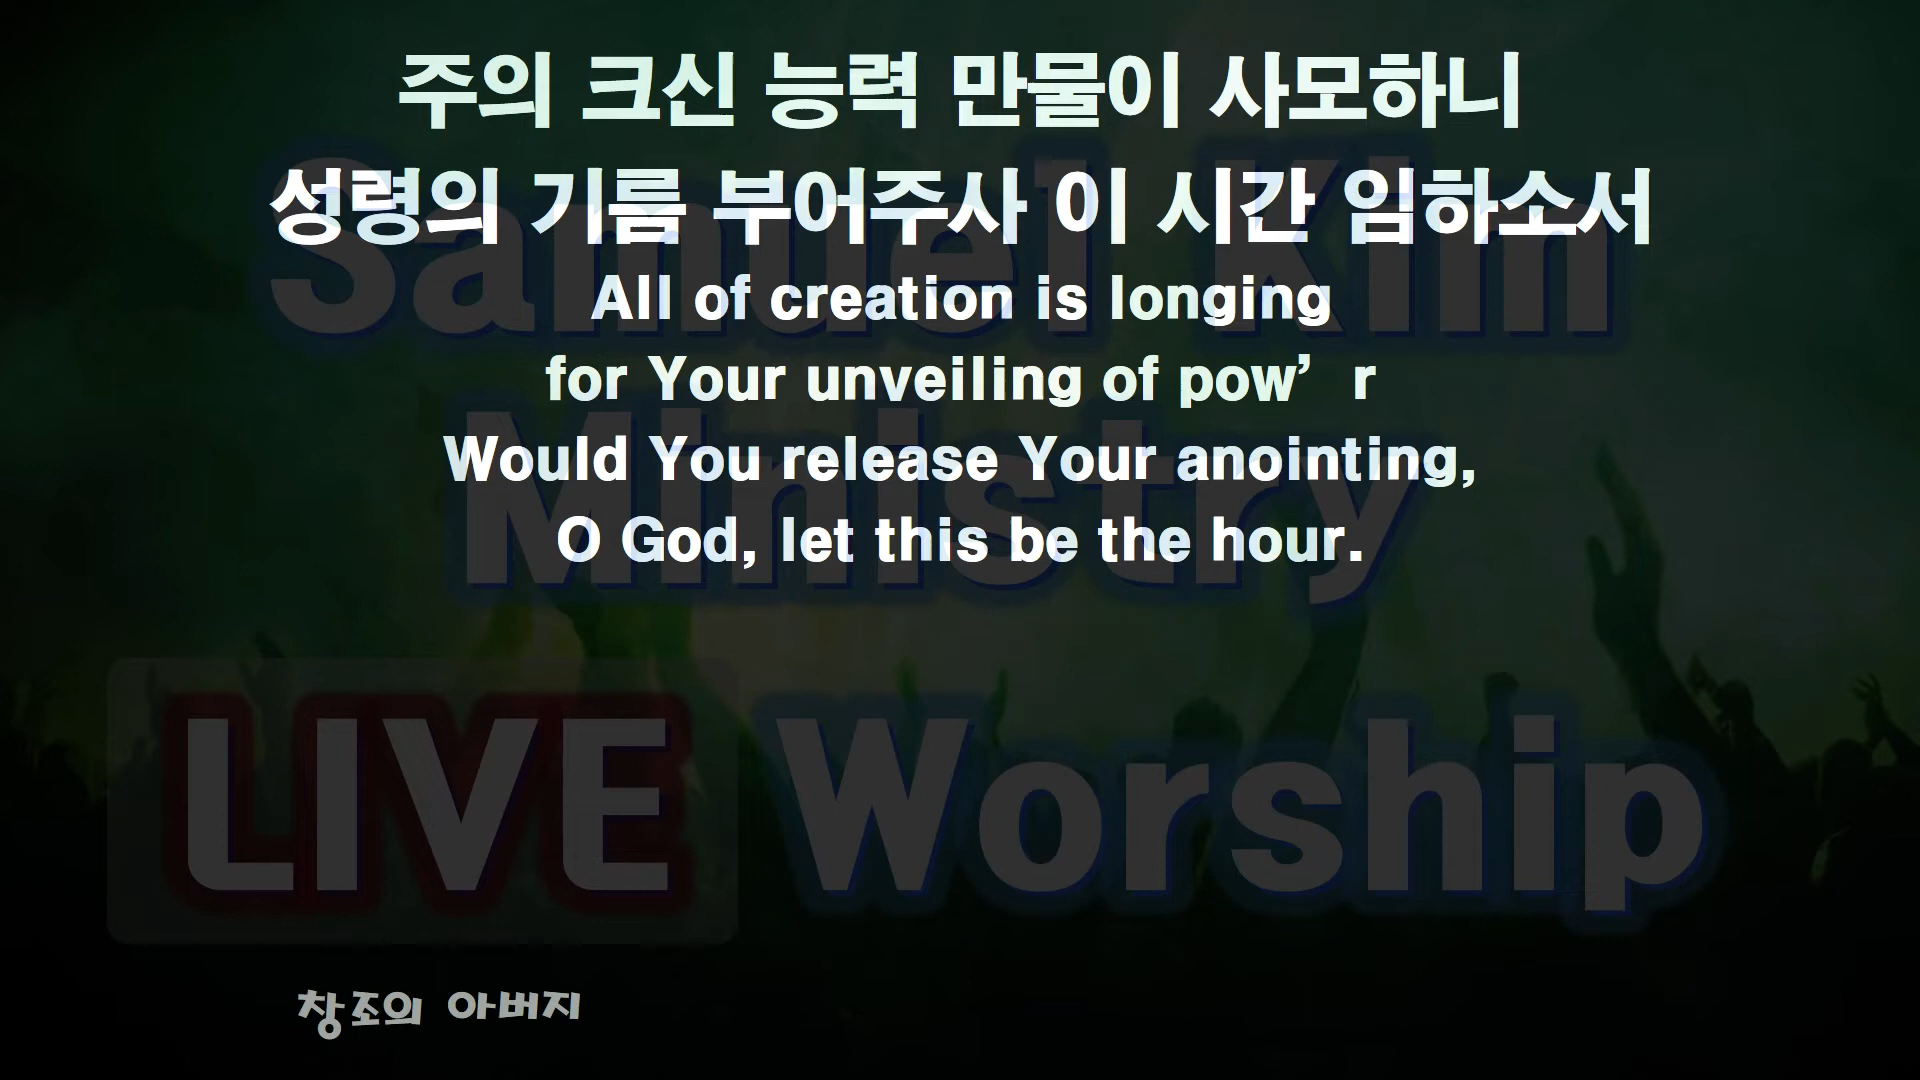 주의 크신 능력 만물이 사모하니
성령의 기름 부어주사 이 시간 임하소서
All of creation is longing
for Your unveiling of pow’ r
Would You release Your anointing,
O God, let this be the hour.
Samuel Kim
Ministry
LIVE Worship
창조의 아버지